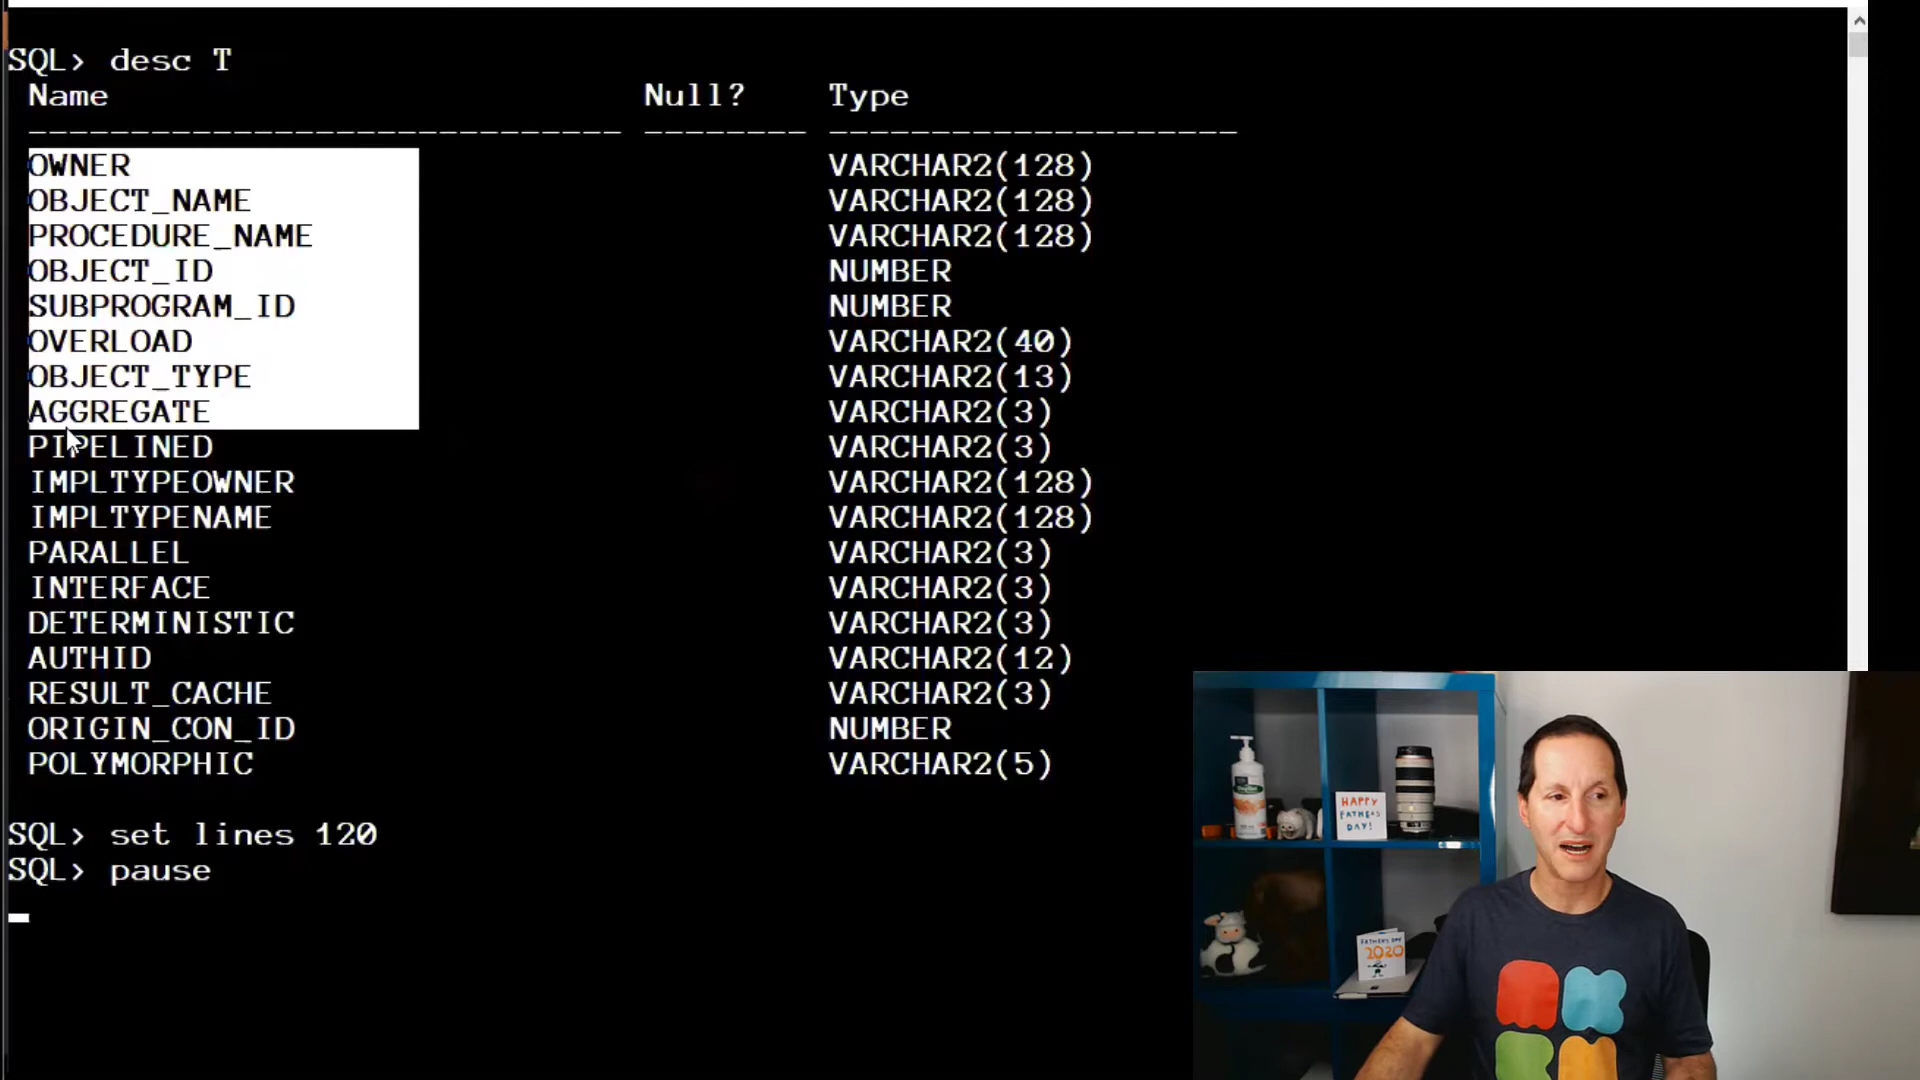 SQL> desc T
Name Null? Type
----------------------------- -------- --------------------
OWNER VARCHAR2(128)
OBJECT_NAME VARCHAR2(128)
PROCEDURE_NAME VARCHAR2(128)
OBJECT_ID NUMBER
SUBPROGRAM_ID NUMBER
OVERLOAD VARCHAR2(40)
OBJECT_TYPE VARCHAR2(13)
AGGREGATE VARCHAR2(3)
PIPELINED VARCHAR2(3)
IMPLTYPEOWNER VARCHAR2(128)
IMPLTYPENAME VARCHAR2(128)
PARALLEL VARCHAR2(3)
INTERFACE VARCHAR2(3)
DETERMINISTIC VARCHAR2(3)
AUTHID VARCHAR2(12)
RESULT_CACHE VARCHAR2(3)
ORIGIN_CON_ID NUMBER
POLYMORPHIC VARCHAR2(5)
SQL> set lines 120
SQL> pause
HAPPY
FATHERS
DAY!
FATHERS DAY
2020